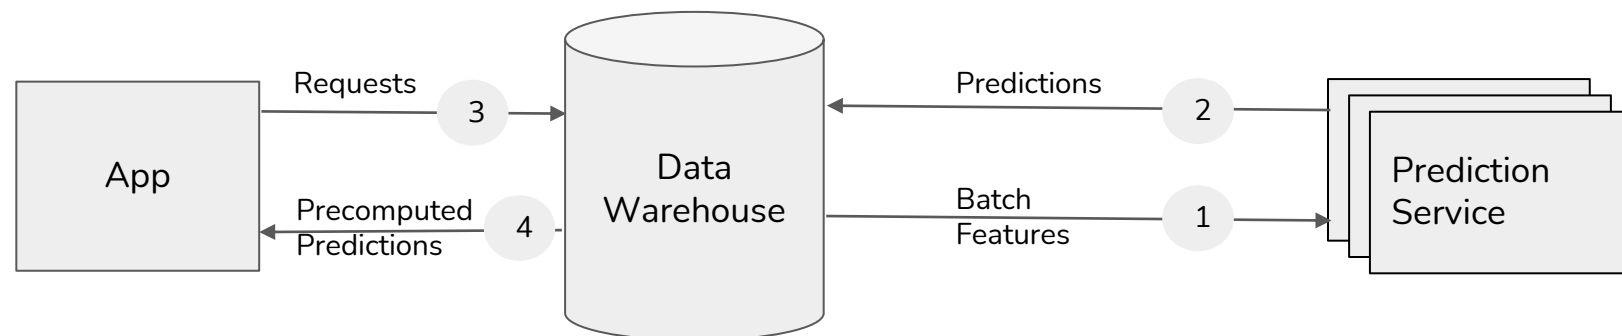 App
Requests
3
Precomputed
Predictions
4
Data
Warehouse
Predictions
2
Batch
Features
1
Prediction
Service